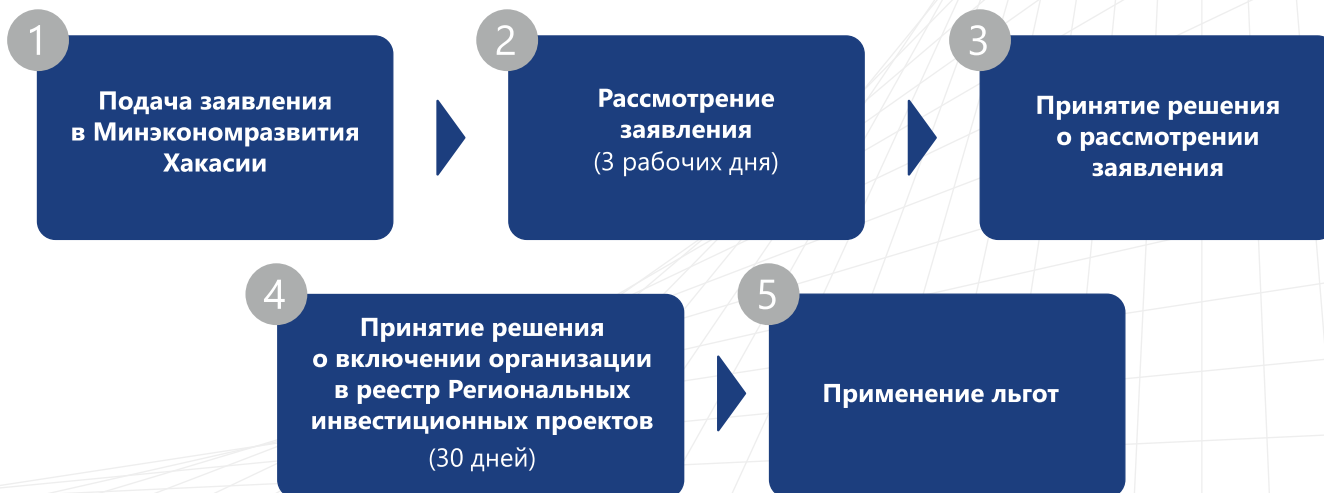 1
Подача заявления
в Минэкономразвития
Хакасии
2
Рассмотрение
заявления
(3 рабочих дня)
3
Принятие решения
о рассмотрении
заявления
4
Принятие решения
о включении организации
в реестр Региональных
инвестиционных проектов
(30 дней)
5
Применение льгот